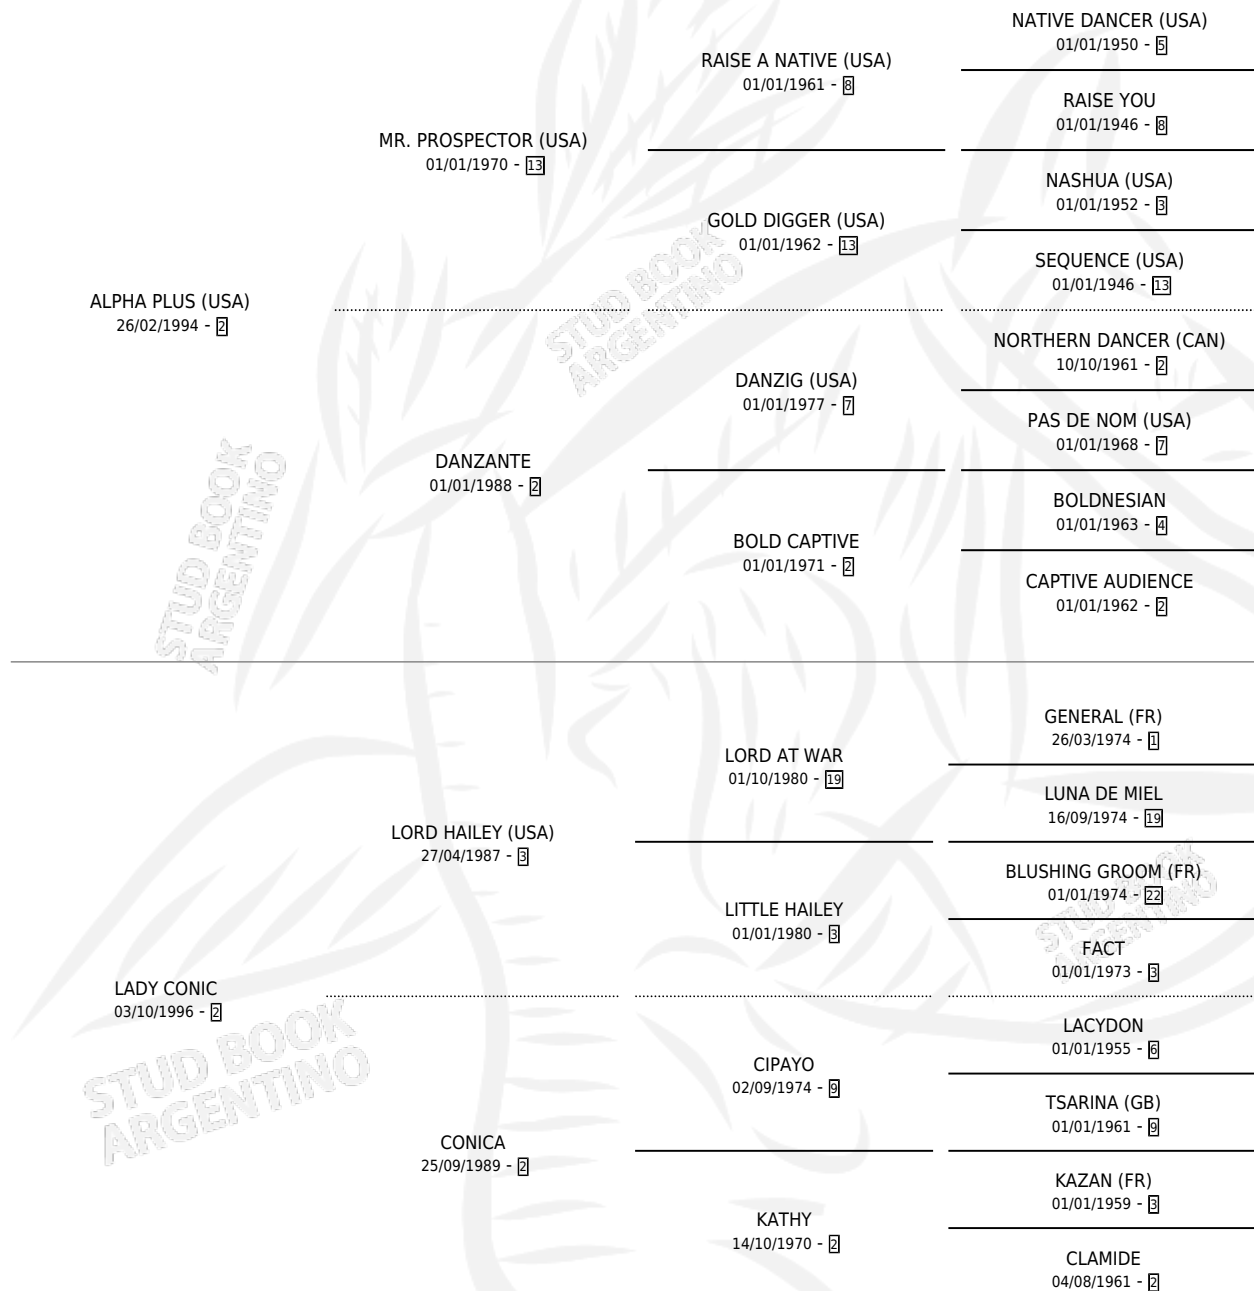 NATIVE DANCER (USA)
01/01/1950 - 5
RAISE A NATIVE (USA)
01/01/1961 - 8
RAISE YOU
01/01/1946 - 8
MR. PROSPECTOR (USA)
01/01/1970 - 13
NASHUA (USA)
01/01/1952 - 3
GOLD DIGGER (USA)
01/01/1962 - 13
SEQUENCE (USA)
01/01/1946 - 13
ALPHA PLUS (USA)
26/02/1994 - 2
STUD BOOK
ARGENTINO
NORTHERN DANCER (CAN)
10/10/1961 - 2
DANZIG (USA)
01/01/1977 - 7
PAS DE NOM (USA)
01/01/1968 - 7
DANZANTE
01/01/1988 - 2
BOLDNESIAN
01/01/1963 - 4
BOLD CAPTIVE
01/01/1971 - 2
CAPTIVE AUDIENCE
01/01/1962 - 2
STUD BOOK
ARGENTINO
GENERAL (FR)
26/03/1974 - 1
LORD AT WAR
01/10/1980 - 19
LUNA DE MIEL
16/09/1974 - 19
LORD HAILEY (USA)
27/04/1987 - 3
BLUSHING GROOM (FR)
01/01/1974 - 22
LITTLE HAILEY
01/01/1980 - 3
FACT
01/01/1973 - 3
STUD BOOK
ARGENTINO
LADY CONIC
03/10/1996 - 2
STUD BOOK
ARGENTINO
LACYDON
01/01/1955 - 6
CIPAYO
02/09/1974 - 9
TSARINA (GB)
01/01/1961 - 9
CONICA
25/09/1989 - 2
KAZAN (FR)
01/01/1959 - 3
KATHY
14/10/1970 - 2
CLAMIDE
04/08/1961 - 2